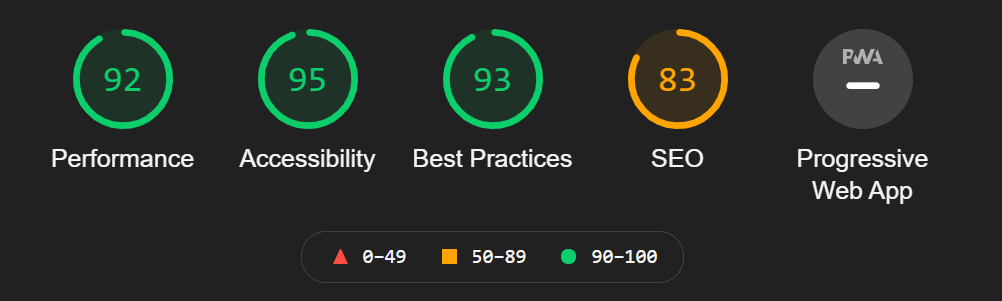 92 95 93 83 PWA
Performance Accessibility Best Practices SEO Progressive
Web App
0–49 50–89 90–100